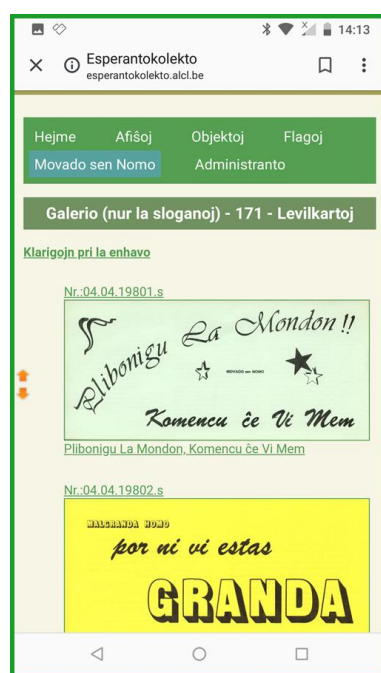 14:13
Esperantokolekto
esperantokolekto.alcl.be
Hejme Afiŝoj Objektoj Flagoj
Movado sen Nomo Administranto
Galerio (nur la sloganoj) - 171 - Levilkartoj
Klarigojn pri la enhavo
Nr.:04.04.19801.s
Plibonigu La Mondon !!
MOVADO sen NOMO
Komencu ĉe Vi Mem
Plibonigu La Mondon, Komencu ĉe Vi Mem
Nr.:04.04.19802.s
MALGRANDA HOMO
por ni vi estas
GRANDA